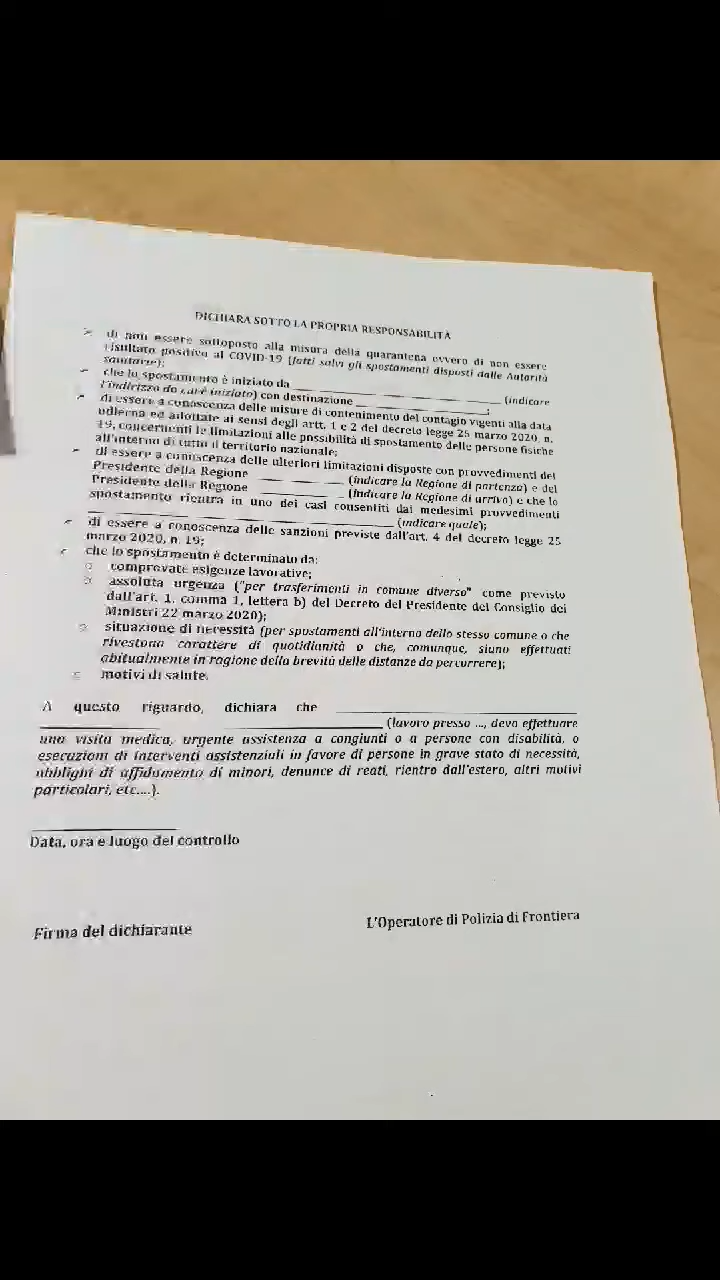 DICHIARA SOTTO LA PROPRIA RESPONSABILITÀ
➢ di non essere sottoposto alla misura della quarantena ovvero di non essere
risultato positivo al COVID-19 (fatti salvi gli spostamenti disposti dalle Autorità
sanitarie);
➢ che lo spostamento è iniziato da ____________________ (indicare
l'indirizzo da cui è iniziato) con destinazione ____________________;
➢ di essere a conoscenza delle misure di contenimento del contagio vigenti alla data
odierna ed adottate ai sensi degli artt. 1 e 2 del decreto legge 25 marzo 2020, n.
19, concernenti le limitazioni alle possibilità di spostamento delle persone fisiche
all'interno di tutto il territorio nazionale;
➢ di essere a conoscenza delle ulteriori limitazioni disposte con provvedimenti del
Presidente della Regione ____________ (indicare la Regione di partenza) e del
Presidente della Regione ____________ (indicare la Regione di arrivo) e che lo
spostamento rientra in uno dei casi consentiti dai medesimi provvedimenti
____________________ (indicare quale);
➢ di essere a conoscenza delle sanzioni previste dall'art. 4 del decreto legge 25
marzo 2020, n. 19;
➢ che lo spostamento è determinato da:
○ comprovate esigenze lavorative;
○ assoluta urgenza ("per trasferimenti in comune diverso" come previsto
dall'art. 1, comma 1, lettera b) del Decreto del Presidente del Consiglio dei
Ministri 22 marzo 2020);
○ situazione di necessità (per spostamenti all'interno dello stesso comune o che
rivestono carattere di quotidianità o che, comunque, siano effettuati
abitualmente in ragione della brevità delle distanze da percorrere);
○ motivi di salute.
A questo riguardo, dichiara che ____________________
____________________ (lavoro presso ..., devo effettuare
una visita medica, urgente assistenza a congiunti o a persone con disabilità, o
esecuzioni di interventi assistenziali in favore di persone in grave stato di necessità,
obblighi di affidamento di minori, denunce di reati, rientro dall'estero, altri motivi
particolari, etc....).
Data, ora e luogo del controllo
Firma del dichiarante
L'Operatore di Polizia di Frontiera